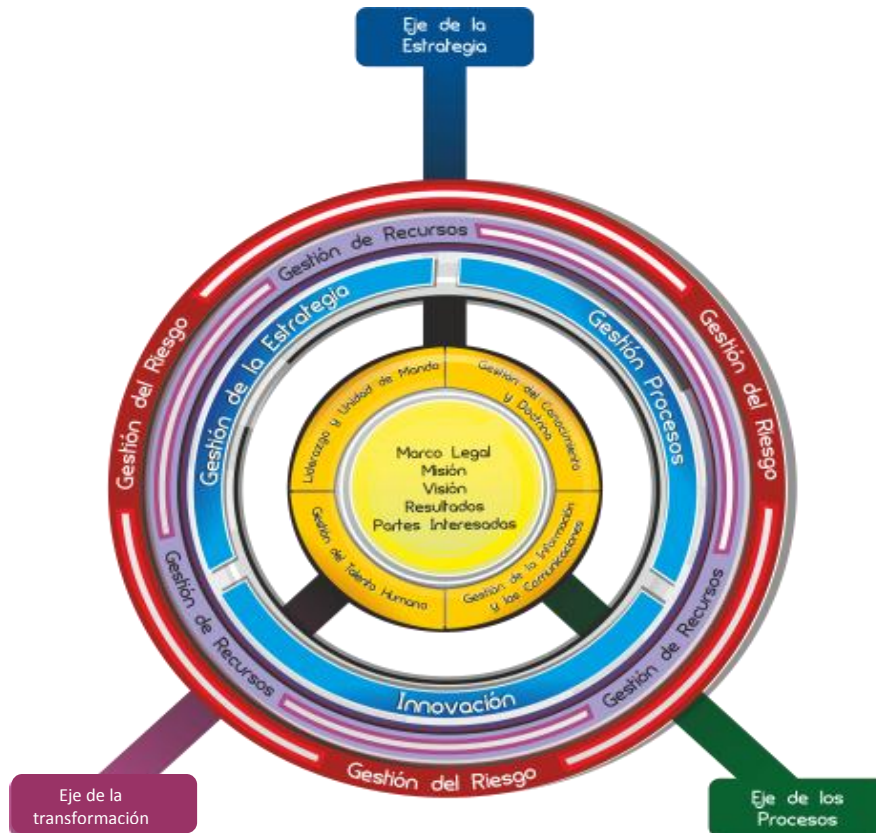 Eje de la
Estrategia
Gestión de Recursos
Gestión del Riesgo
Gestión de la Estrategia
Gestión Procesos
Gestión del Riesgo
Liderazgo y Unidad de Mando
Gestión del Conocimiento
y Doctrina
Marco Legal
Misión
Visión
Resultados
Partes Interesadas
Gestión del Talento Humano
Gestión de la Información
y las Comunicaciones
Gestión de Recursos
Gestión de Recursos
Innovación
Gestión del Riesgo
Eje de la
transformación
Eje de los
Procesos